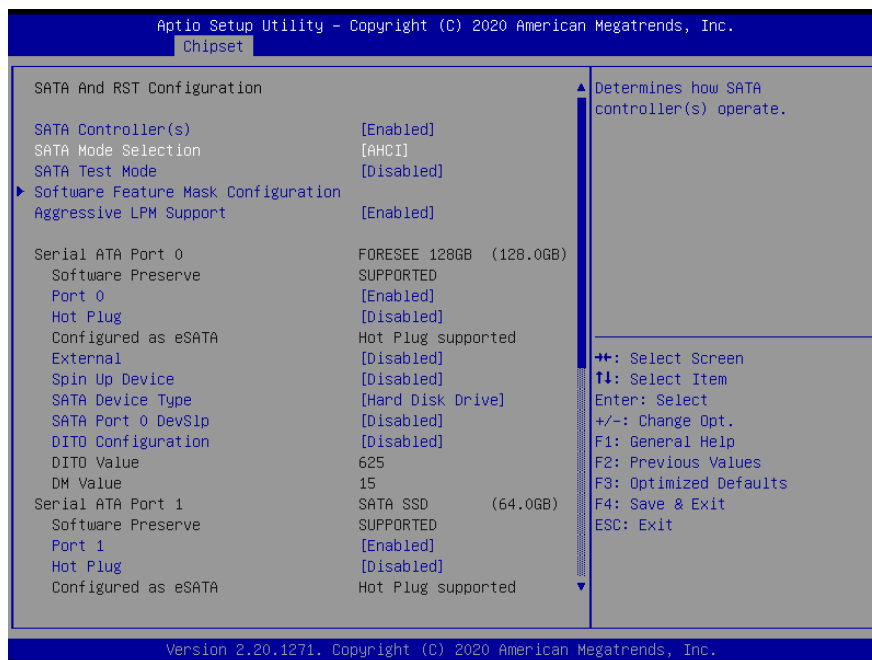 Aptio Setup Utility – Copyright (C) 2020 American Megatrends, Inc.
Chipset
SATA And RST Configuration
SATA Controller(s) [Enabled]
SATA Mode Selection [AHCI]
SATA Test Mode [Disabled]
Software Feature Mask Configuration
Aggressive LPM Support [Enabled]
Serial ATA Port 0 FORESEE 128GB (128.0GB)
Software Preserve SUPPORTED
Port 0 [Enabled]
Hot Plug [Disabled]
Configured as eSATA Hot Plug supported
External [Disabled]
Spin Up Device [Disabled]
SATA Device Type [Hard Disk Drive]
SATA Port 0 DevSlp [Disabled]
DITO Configuration [Disabled]
DITO Value 625
DM Value 15
Serial ATA Port 1 SATA SSD (64.0GB)
Software Preserve SUPPORTED
Port 1 [Enabled]
Hot Plug [Disabled]
Configured as eSATA Hot Plug supported
Determines how SATA
controller(s) operate.
→←: Select Screen
↑↓: Select Item
Enter: Select
+/-: Change Opt.
F1: General Help
F2: Previous Values
F3: Optimized Defaults
F4: Save & Exit
ESC: Exit
Version 2.20.1271. Copyright (C) 2020 American Megatrends, Inc.